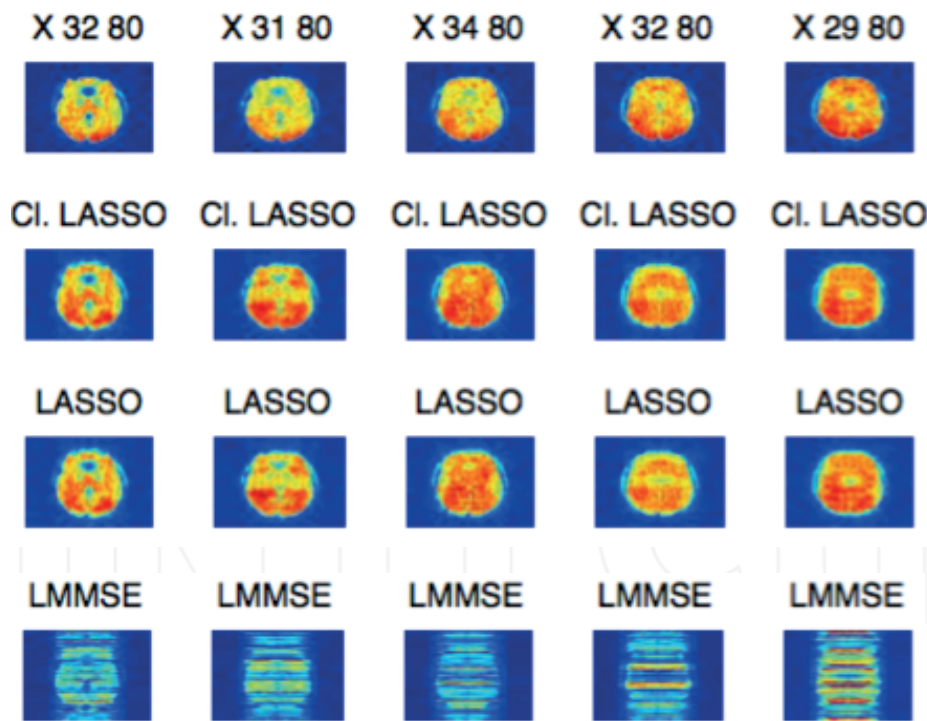 X 32 80 X 31 80 X 34 80 X 32 80 X 29 80
Cl. LASSO Cl. LASSO Cl. LASSO Cl. LASSO Cl. LASSO
LASSO LASSO LASSO LASSO LASSO
LMMSE LMMSE LMMSE LMMSE LMMSE